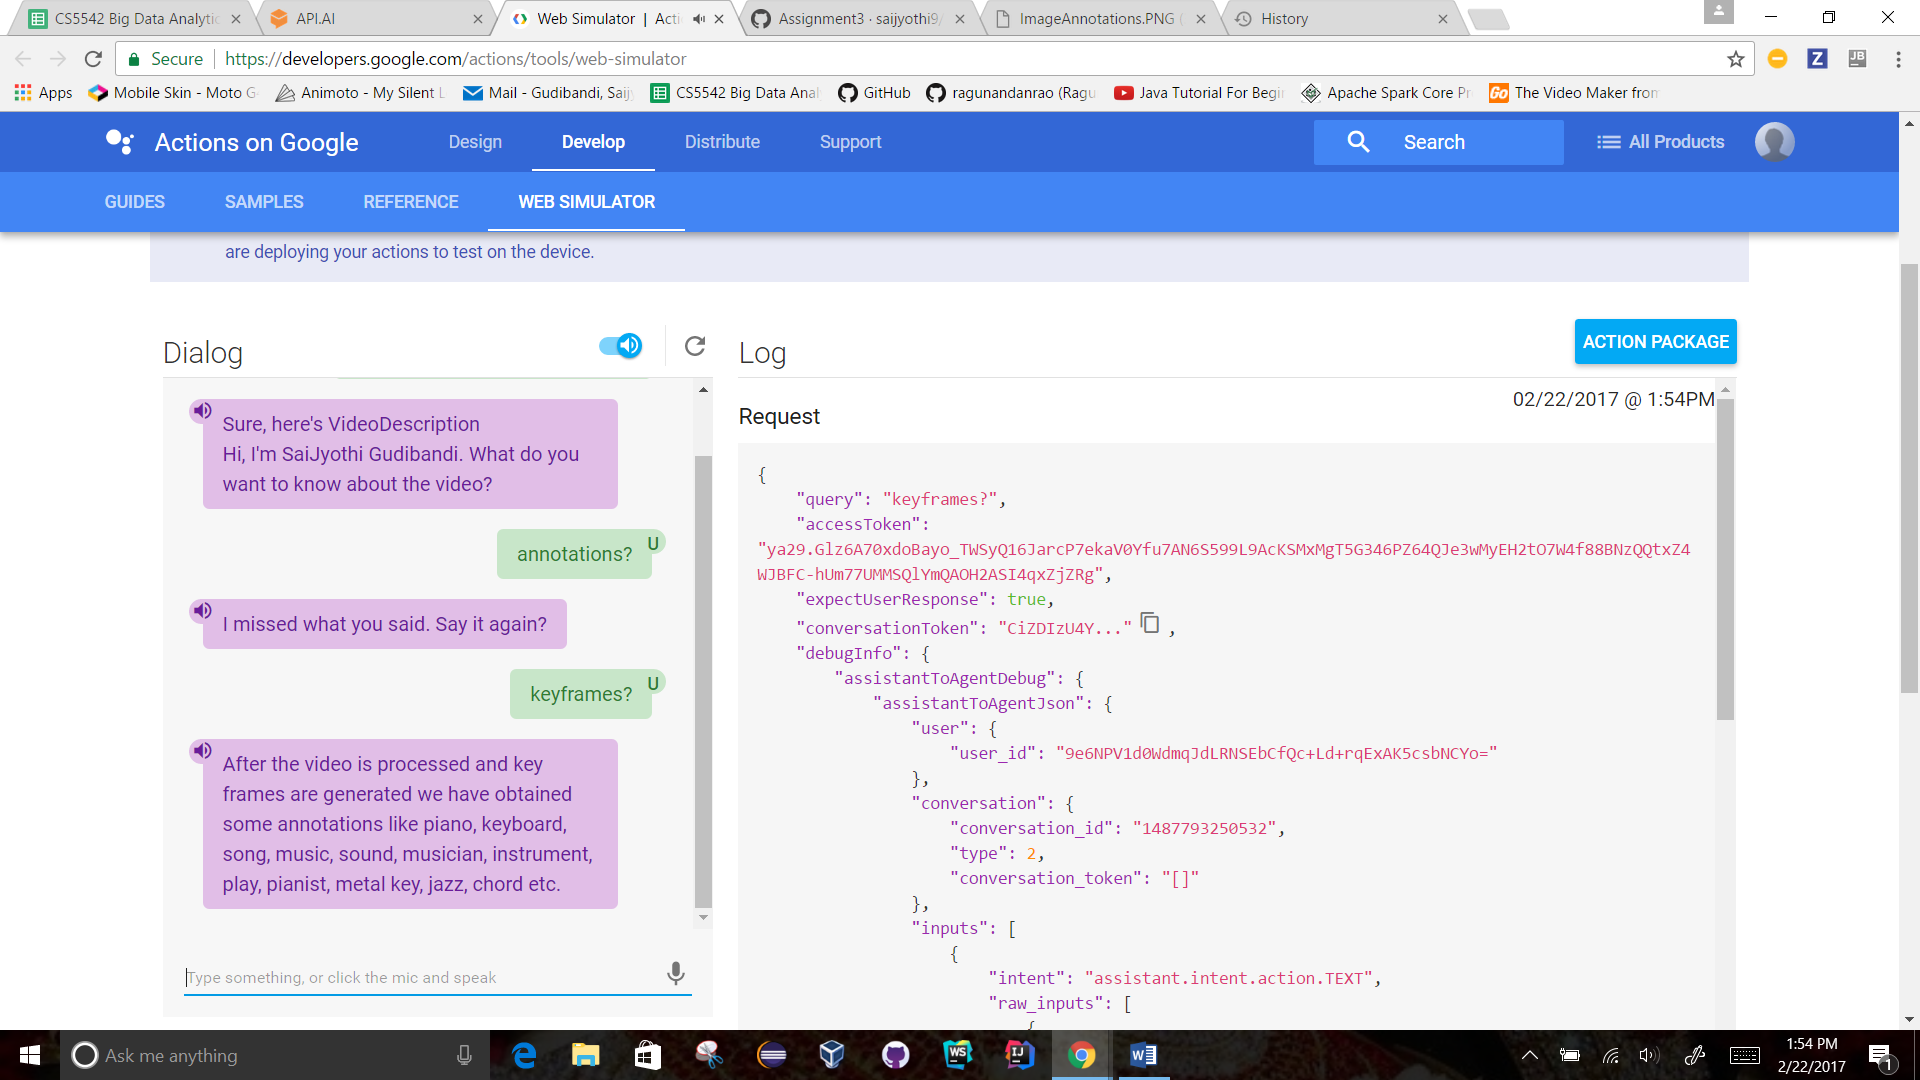 CS5542 Big Data Analytic
API.AI
Web Simulator | Acti
Assignment3 · saijyothi9/
ImageAnnotations.PNG (
History
Secure
https://developers.google.com/actions/tools/web-simulator
Apps
Mobile Skin - Moto G
Animoto - My Silent
Mail - Gudibandi, Saijy
CS5542 Big Data Anal
GitHub
ragunandanrao (Ragu
Java Tutorial For Begin
Apache Spark Core Pr
Go
The Video Maker from
Z
JB
Actions on Google
Design
Develop
Distribute
Support
Search
All Products
GUIDES
SAMPLES
REFERENCE
WEB SIMULATOR
are deploying your actions to test on the device.
Dialog
Sure, here's VideoDescription
Hi, I'm SaiJyothi Gudibandi. What do you
want to know about the video?
annotations?
U
I missed what you said. Say it again?
keyframes?
U
After the video is processed and key
frames are generated we have obtained
some annotations like piano, keyboard,
song, music, sound, musician, instrument,
play, pianist, metal key, jazz, chord etc.
Type something, or click the mic and speak
Log
ACTION PACKAGE
02/22/2017 @ 1:54PM
Request
{
"query": "keyframes?",
"accessToken":
"ya29.Glz6A70xdoBayo_TWSyQ16JarcP7ekaV0Yfu7AN6S599L9AcKSMxMgT5G346PZ64QJe3wMyEH2tO7W4f88BNzQQtxZ4
WJBFC-hUm77UMMSQlYmQAOH2ASI4qxZjZRg",
"expectUserResponse": true,
"conversationToken": "CiZDIzU4Y..." ,
"debugInfo": {
"assistantToAgentDebug": {
"assistantToAgentJson": {
"user": {
"user_id": "9e6NPV1d0WdmqJdLRNSEbCfQc+Ld+rqExAK5csbNCYo="
},
"conversation": {
"conversation_id": "1487793250532",
"type": 2,
"conversation_token": "[]"
},
"inputs": [
{
"intent": "assistant.intent.action.TEXT",
"raw_inputs": [
{
Ask me anything
WS
IJ
1:54 PM
2/22/2017
1